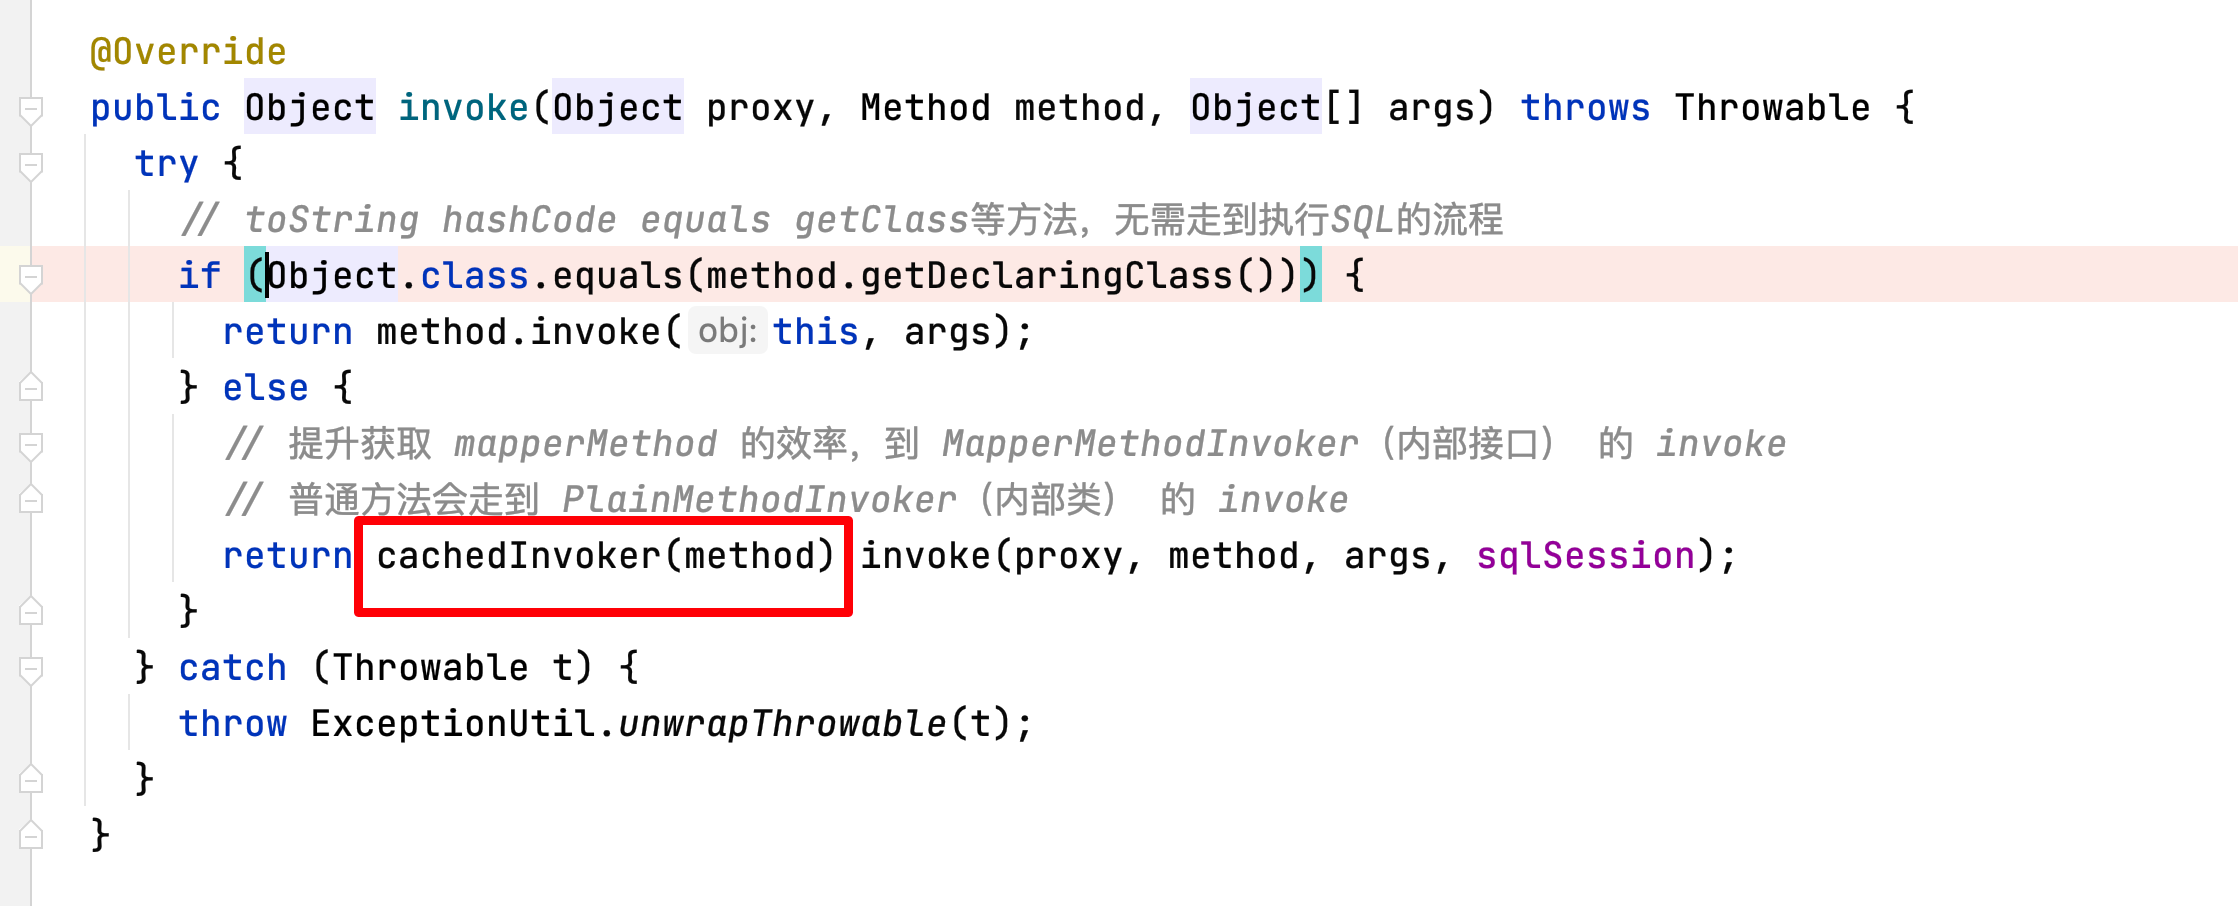 @Override
public Object invoke(Object proxy, Method method, Object[] args) throws Throwable {
try {
// toString hashCode equals getClass等方法，无需走到执行SQL的流程
if (Object.class.equals(method.getDeclaringClass())) {
return method.invoke( obj: this, args);
} else {
// 提升获取 mapperMethod 的效率，到 MapperMethodInvoker（内部接口） 的 invoke
// 普通方法会走到 PlainMethodInvoker（内部类） 的 invoke
return cachedInvoker(method) invoke(proxy, method, args, sqlSession);
}
} catch (Throwable t) {
throw ExceptionUtil.unwrapThrowable(t);
}
}